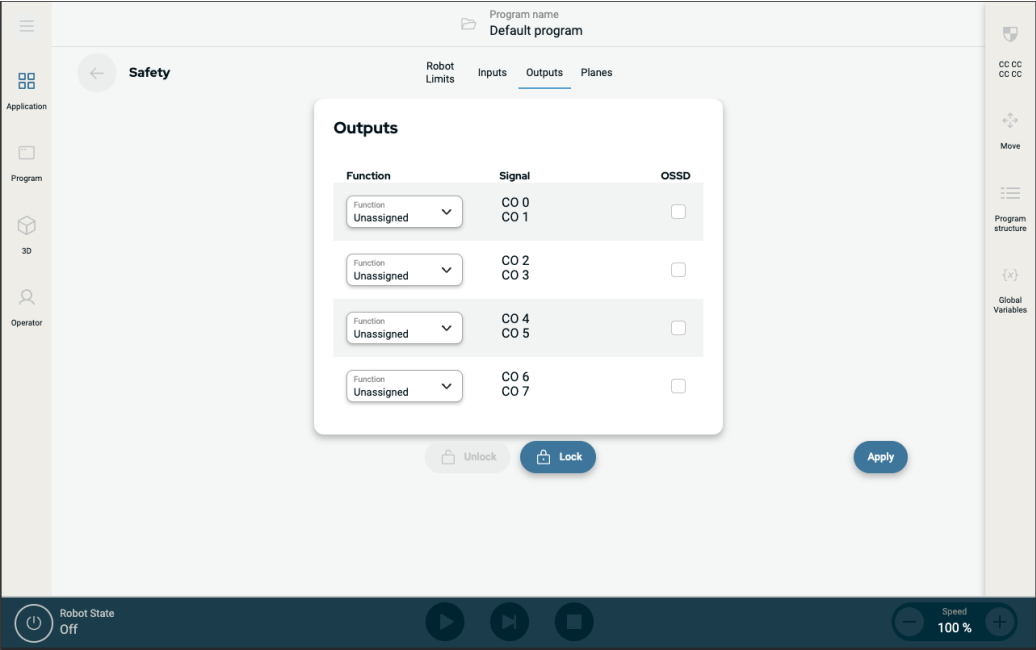 Program name
Default program
Application
Program
3D
Operator
Safety
Robot
Limits
Inputs
Outputs
Planes
Outputs
Function
Signal
OSSD
Function
Unassigned
CO 0
CO 1
Function
Unassigned
CO 2
CO 3
Function
Unassigned
CO 4
CO 5
Function
Unassigned
CO 6
CO 7
Unlock
Lock
Apply
CC CC
CC CC
Move
Program
structure
{x}
Global
Variables
Robot State
Off
Speed
100 %